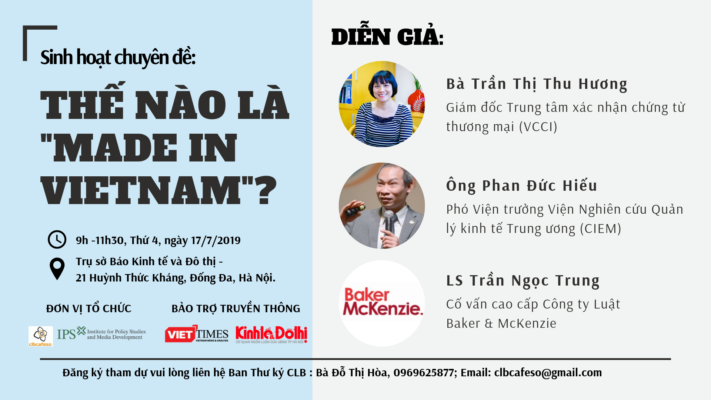 Sinh hoạt chuyên đề:
THẾ NÀO LÀ
"MADE IN
VIETNAM"?
9h -11h30, Thứ 4, ngày 17/7/2019
Trụ sở Báo Kinh tế và Đô thị -
21 Huỳnh Thức Kháng, Đống Đa, Hà Nội.
ĐƠN VỊ TỔ CHỨC
BẢO TRỢ TRUYỀN THÔNG
clbcafeso
IPS
Institute for Policy Studies
and Media Development
VIET TIMES
Kinhtế&Đôthị
DIỄN GIẢ:
Bà Trần Thị Thu Hương
Giám đốc Trung tâm xác nhận chứng từ
thương mại (VCCI)
Ông Phan Đức Hiếu
Phó Viện trưởng Viện Nghiên cứu Quản
lý kinh tế Trung ương (CIEM)
Baker
McKenzie.
LS Trần Ngọc Trung
Cố vấn cao cấp Công ty Luật
Baker & McKenzie
Đăng ký tham dự vui lòng liên hệ Ban Thư ký CLB : Bà Đỗ Thị Hòa, 0969625877; Email: clbcafeso@gmail.com